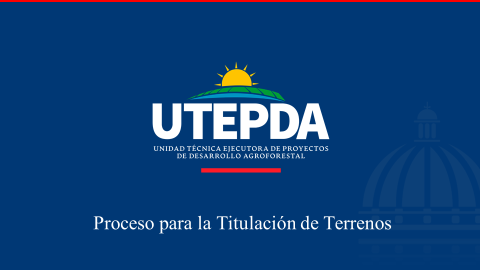 UTEPDA
UNIDAD TÉCNICA EJECUTORA DE PROYECTOS
DE DESARROLLO AGROFORESTAL
Proceso para la Titulación de Terrenos